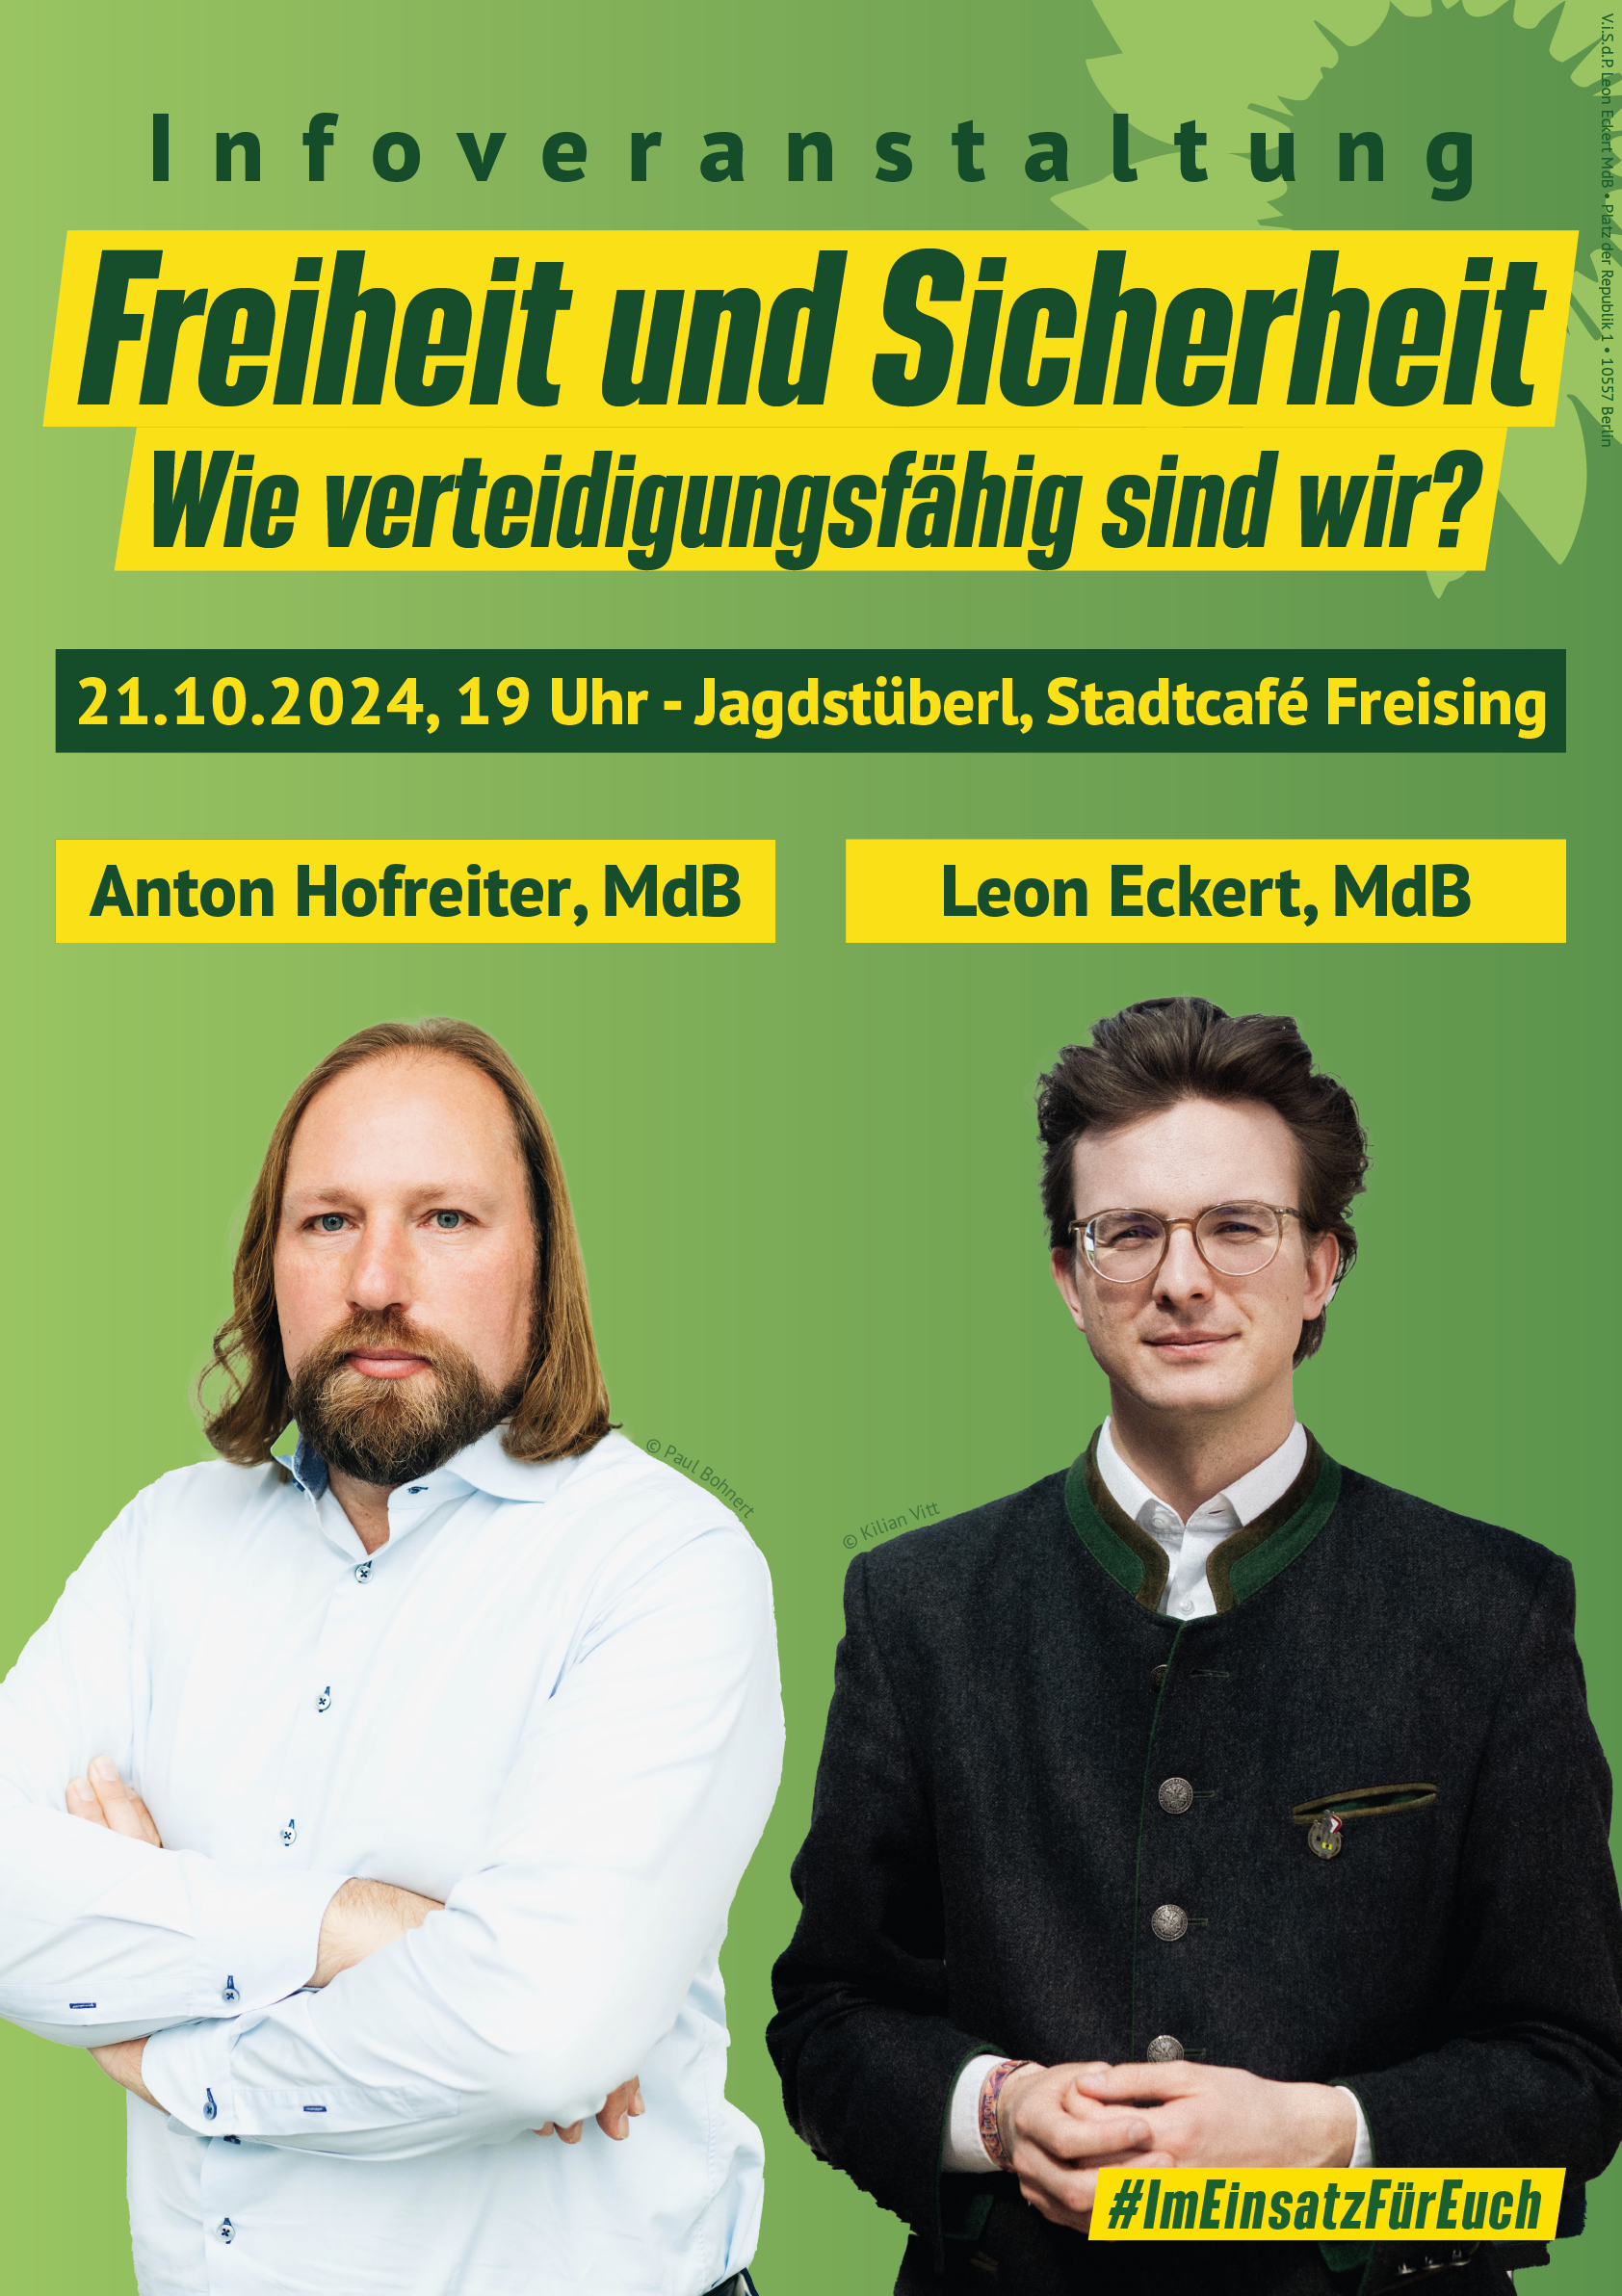 Infoveranstaltung
Freiheit und Sicherheit
Wie verteidigungsfähig sind wir?
21.10.2024, 19 Uhr - Jagdstüberl, Stadtcafé Freising
Anton Hofreiter, MdB
Leon Eckert, MdB
© Paul Bohnert
© Kilian Vitt
#ImEinsatzFürEuch
V.i.S.d.P. Leon Eckert MdB • Platz der Republik 1 • 10557 Berlin